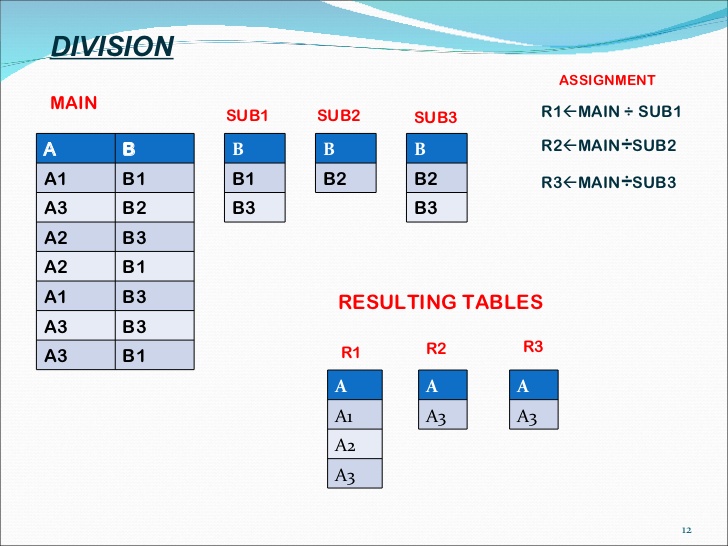 DIVISION
ASSIGNMENT
MAIN
SUB1 SUB2 SUB3
R1←MAIN ÷ SUB1
R2←MAIN÷SUB2
R3←MAIN÷SUB3
A B
A1 B1
A3 B2
A2 B3
A2 B1
A1 B3
A3 B3
A3 B1
B
B1
B3
B
B2
B
B2
B3
RESULTING TABLES
R1 R2 R3
A
A1
A2
A3
A
A3
A
A3
12